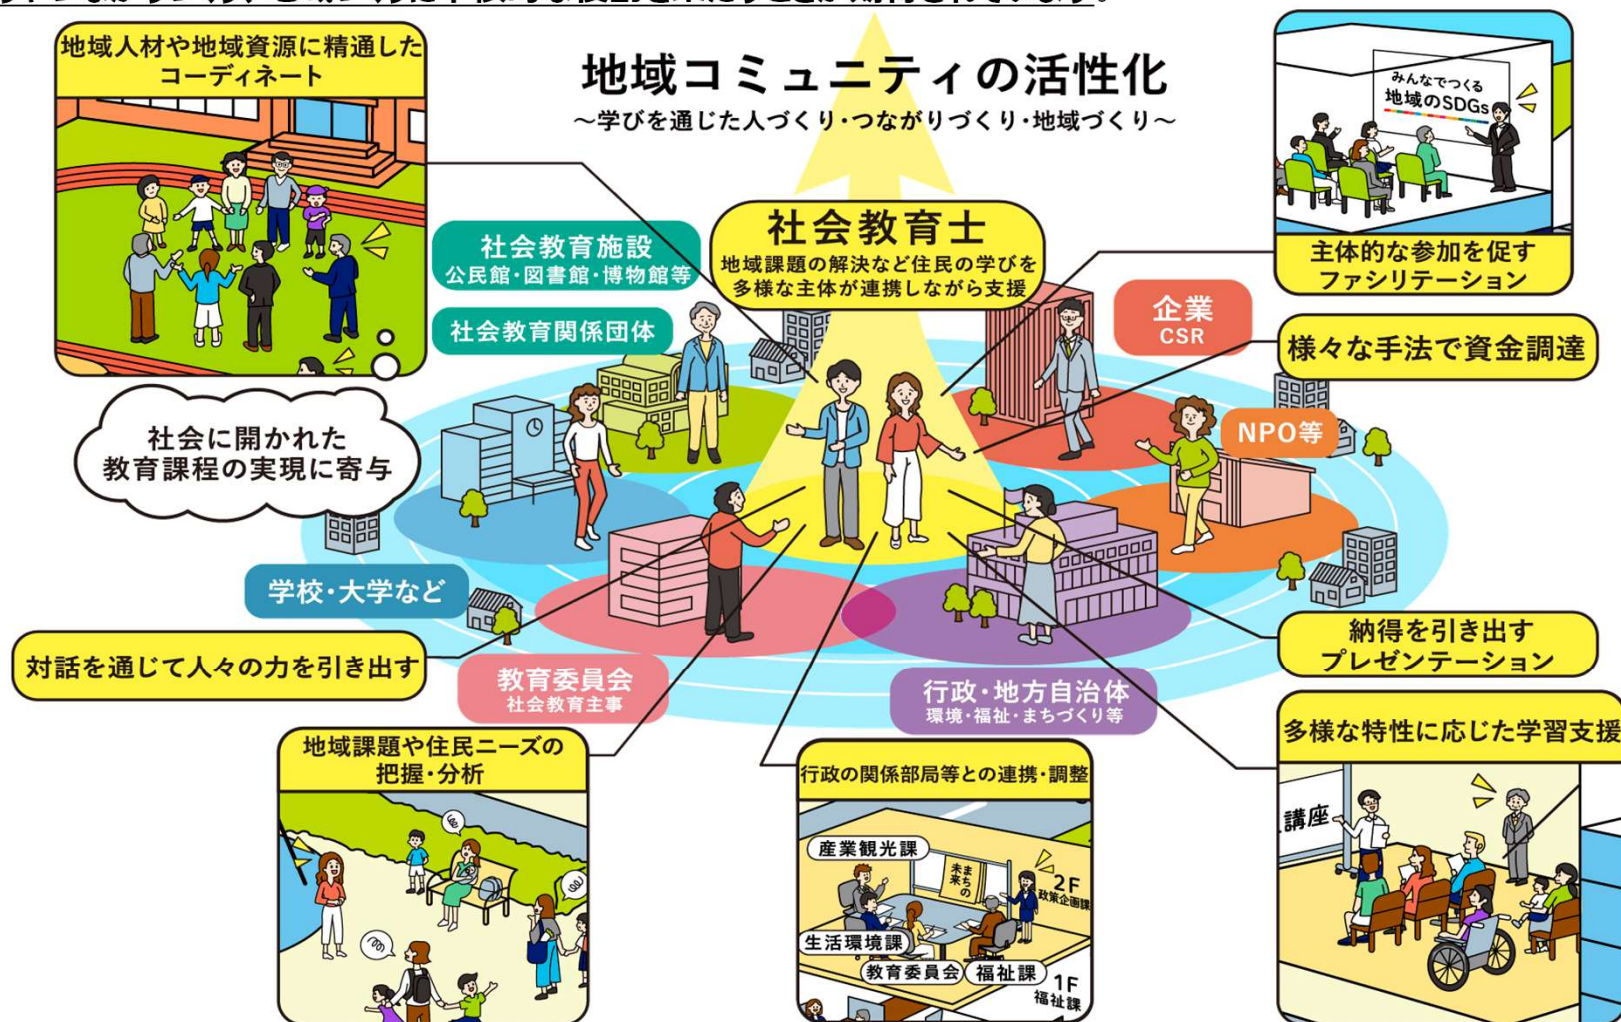 地域コミュニティの活性化
～学びを通じた人づくり・つながりづくり・地域づくり～
地域人材や地域資源に精通した
コーディネート
みんなでつくる
地域のSDGs
主体的な参加を促す
ファシリテーション
社会教育士
地域課題の解決など住民の学びを
多様な主体が連携しながら支援
社会教育施設
公民館・図書館・博物館等
社会教育関係団体
企業
CSR
様々な手法で資金調達
NPO等
社会に開かれた
教育課程の実現に寄与
学校・大学など
対話を通じて人々の力を引き出す
教育委員会
社会教育主事
行政・地方自治体
環境・福祉・まちづくり等
納得を引き出す
プレゼンテーション
地域課題や住民ニーズの
把握・分析
行政の関係部局等との連携・調整
産業観光課
まちの
未来
2F
政策企画課
生活環境課
教育委員会
福祉課
1F
福祉課
多様な特性に応じた学習支援
講座